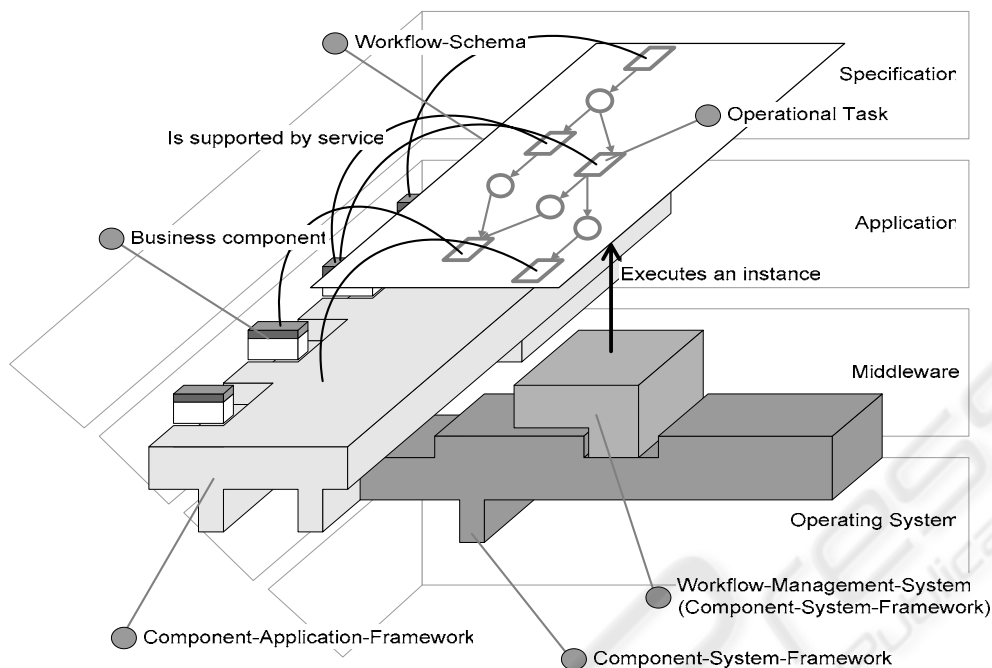 Workflow-Schema
Specification
Operational Task
Is supported by service
Application
Business component
Executes an instance
Middleware
Operating System
Workflow-Management-System
(Component-System-Framework)
Component-Application-Framework
Component-System-Framework